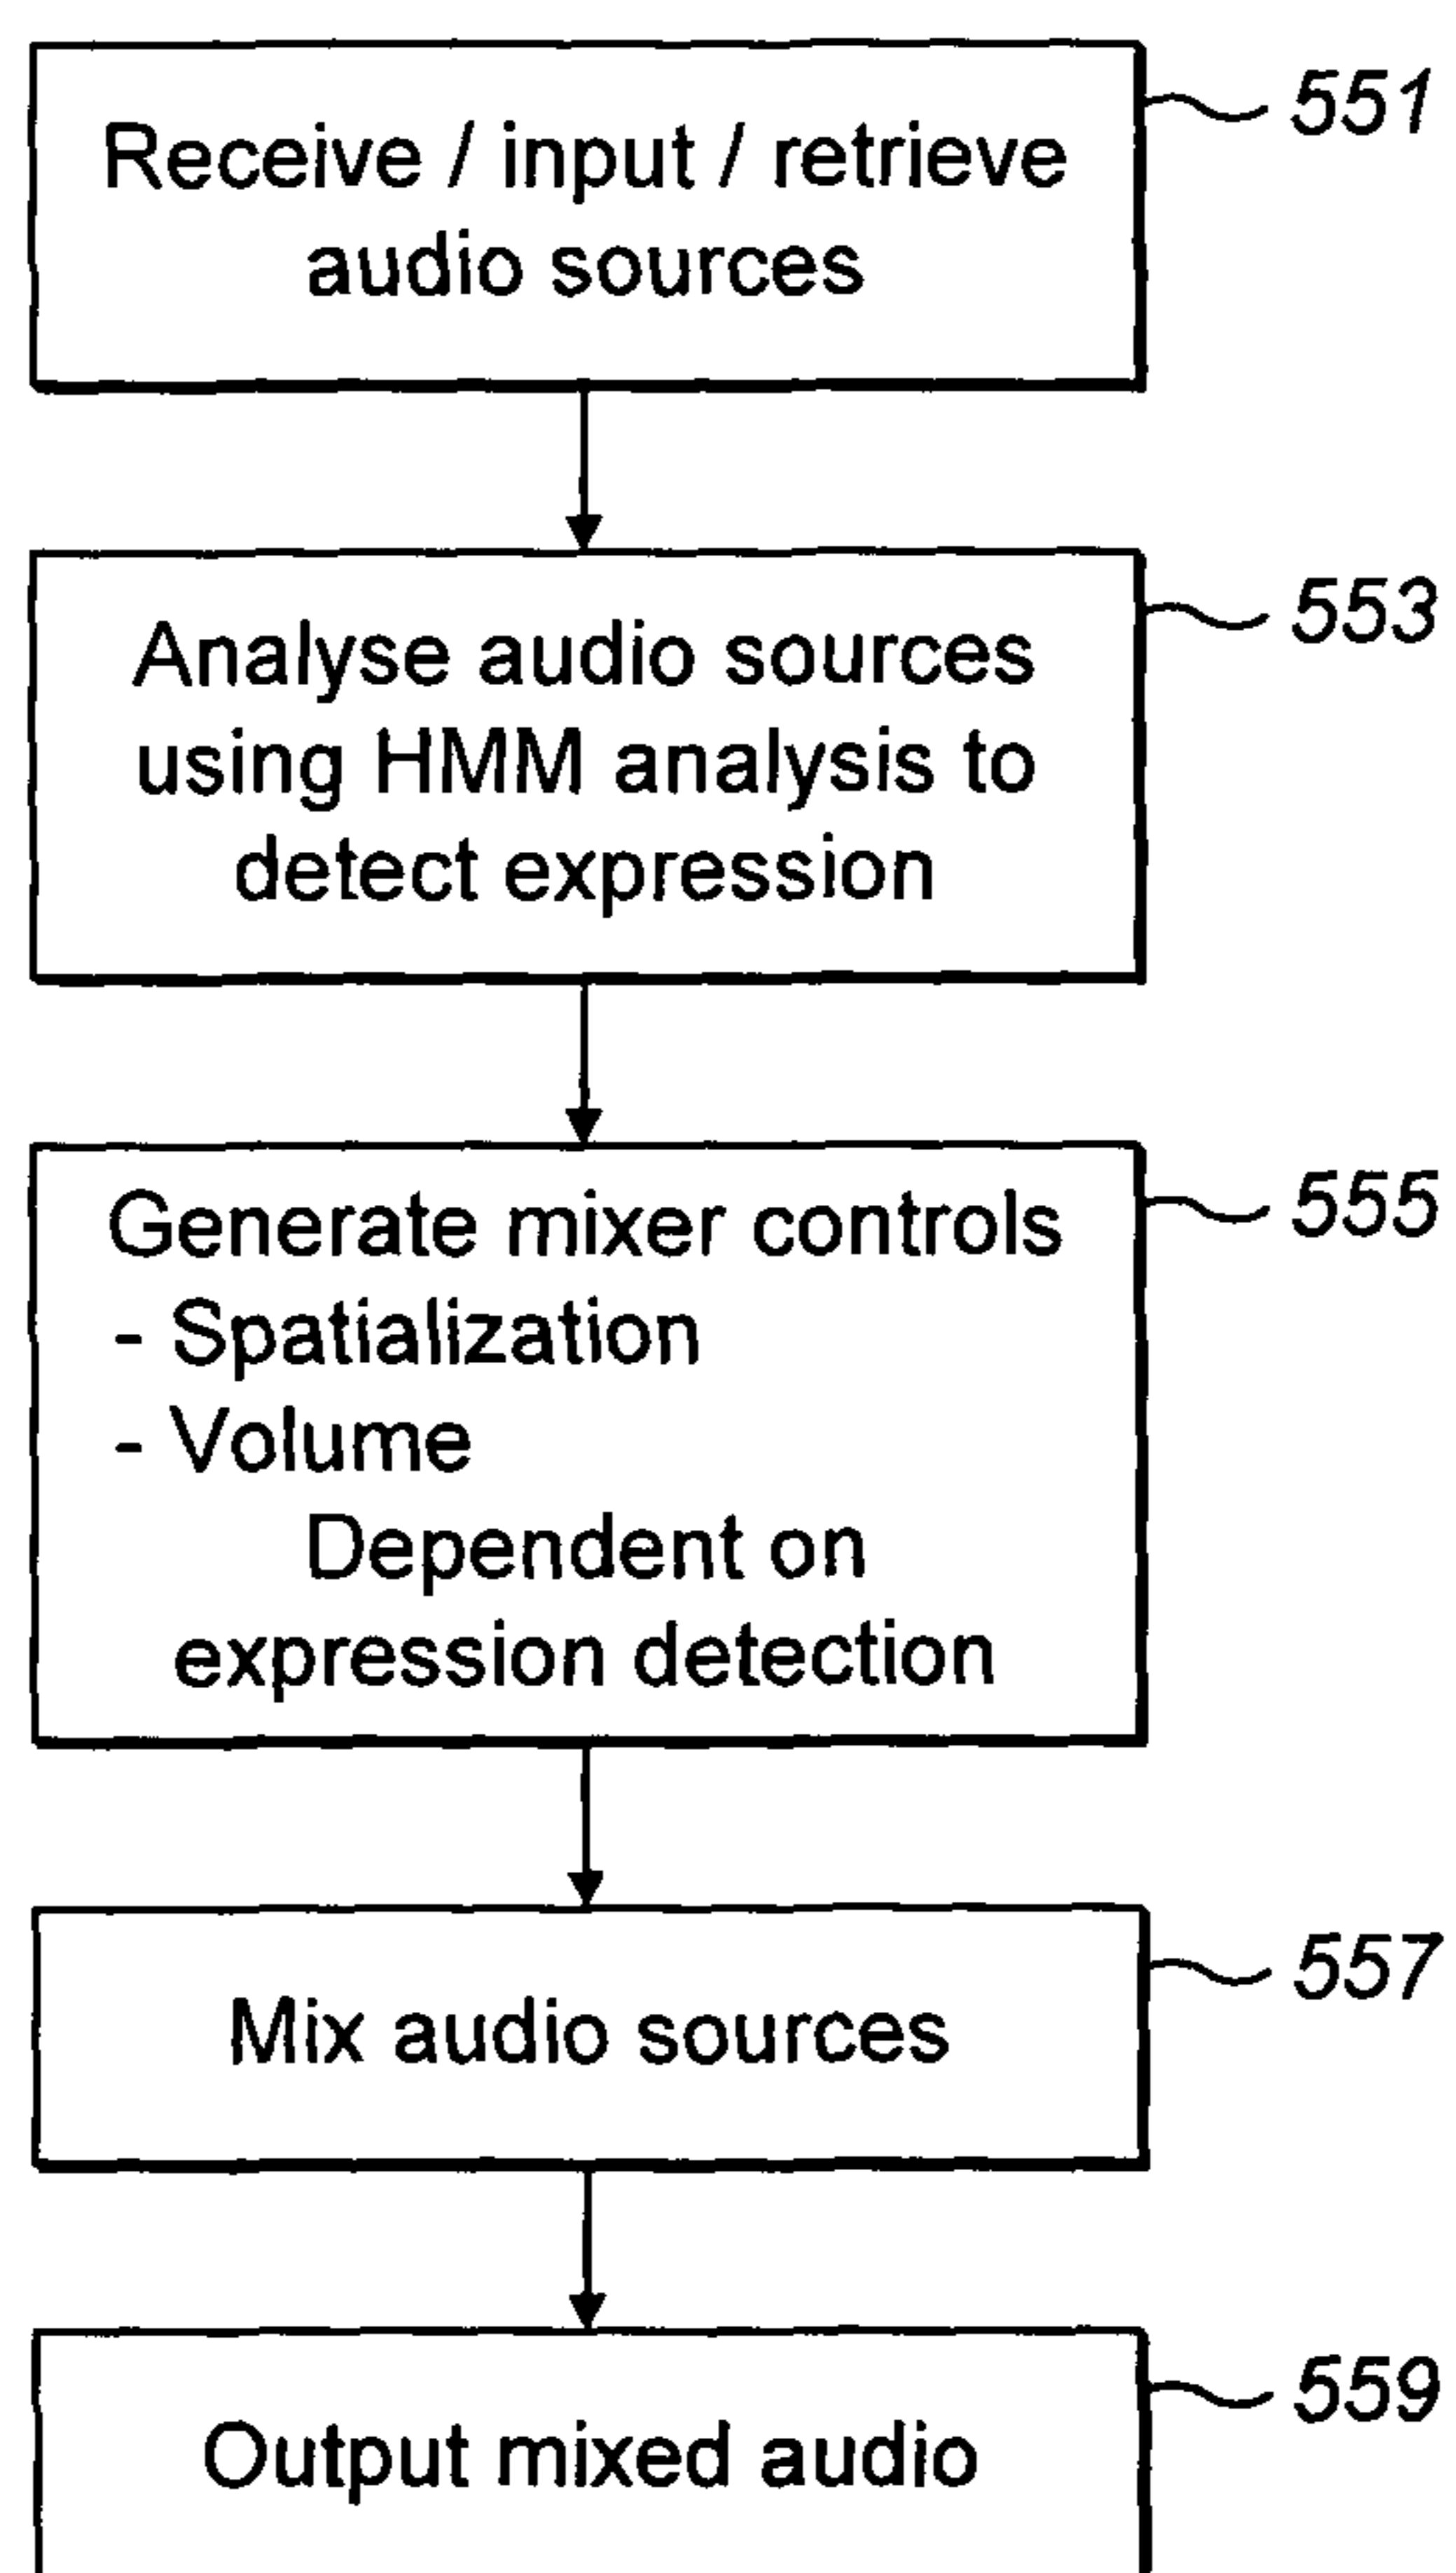 551
Receive / input / retrieve
audio sources
553
Analyse audio sources
using HMM analysis to
detect expression
555
Generate mixer controls
- Spatialization
- Volume
Dependent on
expression detection
557
Mix audio sources
559
Output mixed audio